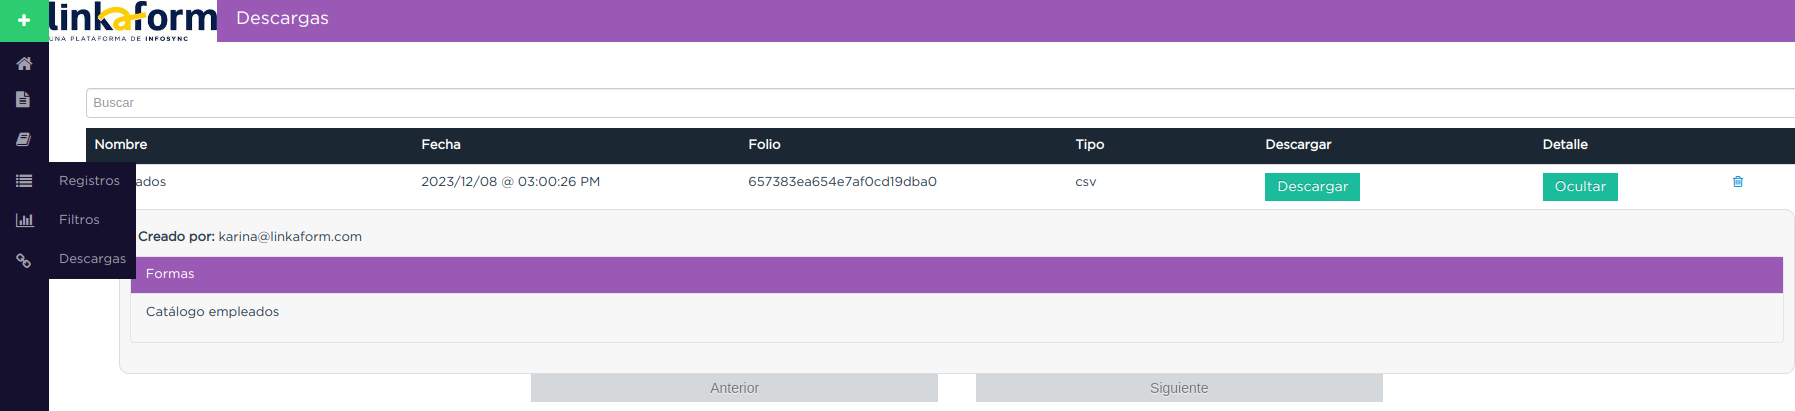 linkaform
UNA PLATAFORMA DE INFOSYNC
Descargas
Buscar
Nombre Fecha Folio Tipo Descargar Detalle
ados 2023/12/08 @ 03:00:26 PM 657383ea654e7af0cd19dba0 csv Descargar Ocultar
Registros
Filtros
Descargas
Creado por: karina@linkaform.com
Formas
Catálogo empleados
Anterior Siguiente